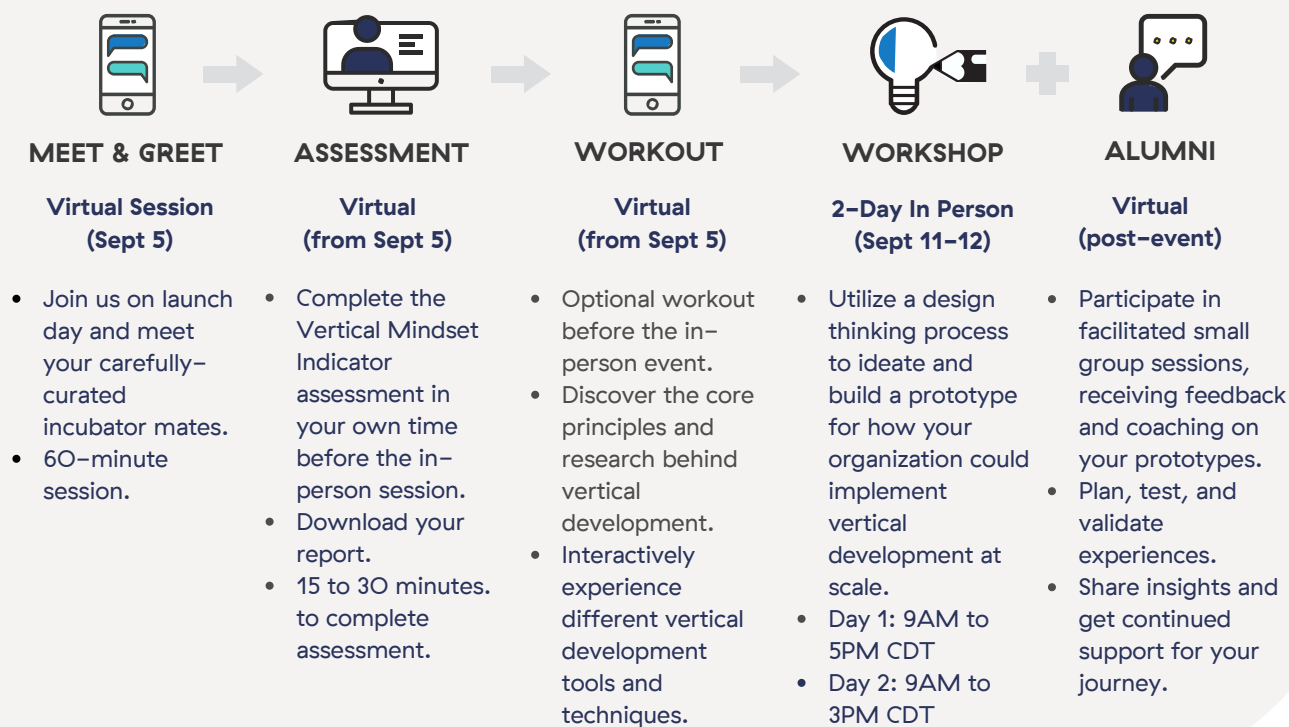 MEET & GREET
Virtual Session
(Sept 5)
• Join us on launch
day and meet
your carefully-
curated
incubator mates.
• 60-minute
session.
ASSESSMENT
Virtual
(from Sept 5)
• Complete the
Vertical Mindset
Indicator
assessment in
your own time
before the in-
person session.
• Download your
report.
• 15 to 30 minutes.
to complete
assessment.
WORKOUT
Virtual
(from Sept 5)
• Optional workout
before the in-
person event.
• Discover the core
principles and
research behind
vertical
development.
• Interactively
experience
different vertical
development
tools and
techniques.
WORKSHOP
2-Day In Person
(Sept 11-12)
• Utilize a design
thinking process
to ideate and
build a prototype
for how your
organization could
implement
vertical
development at
scale.
• Day 1: 9AM to
5PM CDT
• Day 2: 9AM to
3PM CDT
ALUMNI
Virtual
(post-event)
• Participate in
facilitated small
group sessions,
receiving feedback
and coaching on
your prototypes.
• Plan, test, and
validate
experiences.
• Share insights and
get continued
support for your
journey.